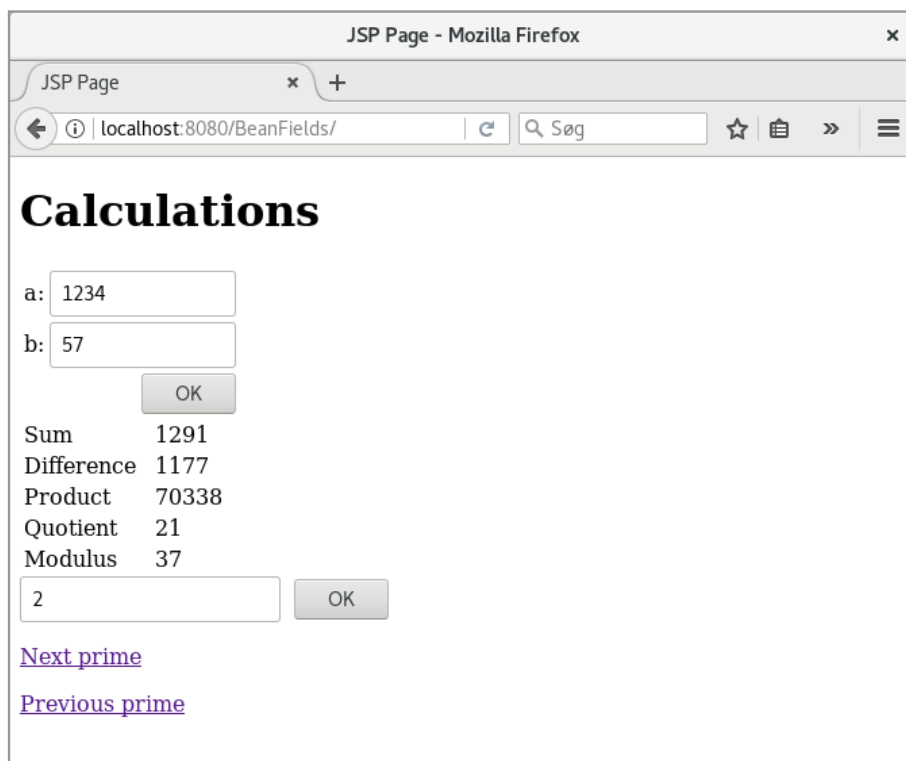 JSP Page - Mozilla Firefox
JSP Page
localhost:8080/BeanFields/
Søg
Calculations
a: 1234
b: 57
OK
Sum 1291
Difference 1177
Product 70338
Quotient 21
Modulus 37
2 OK
Next prime
Previous prime